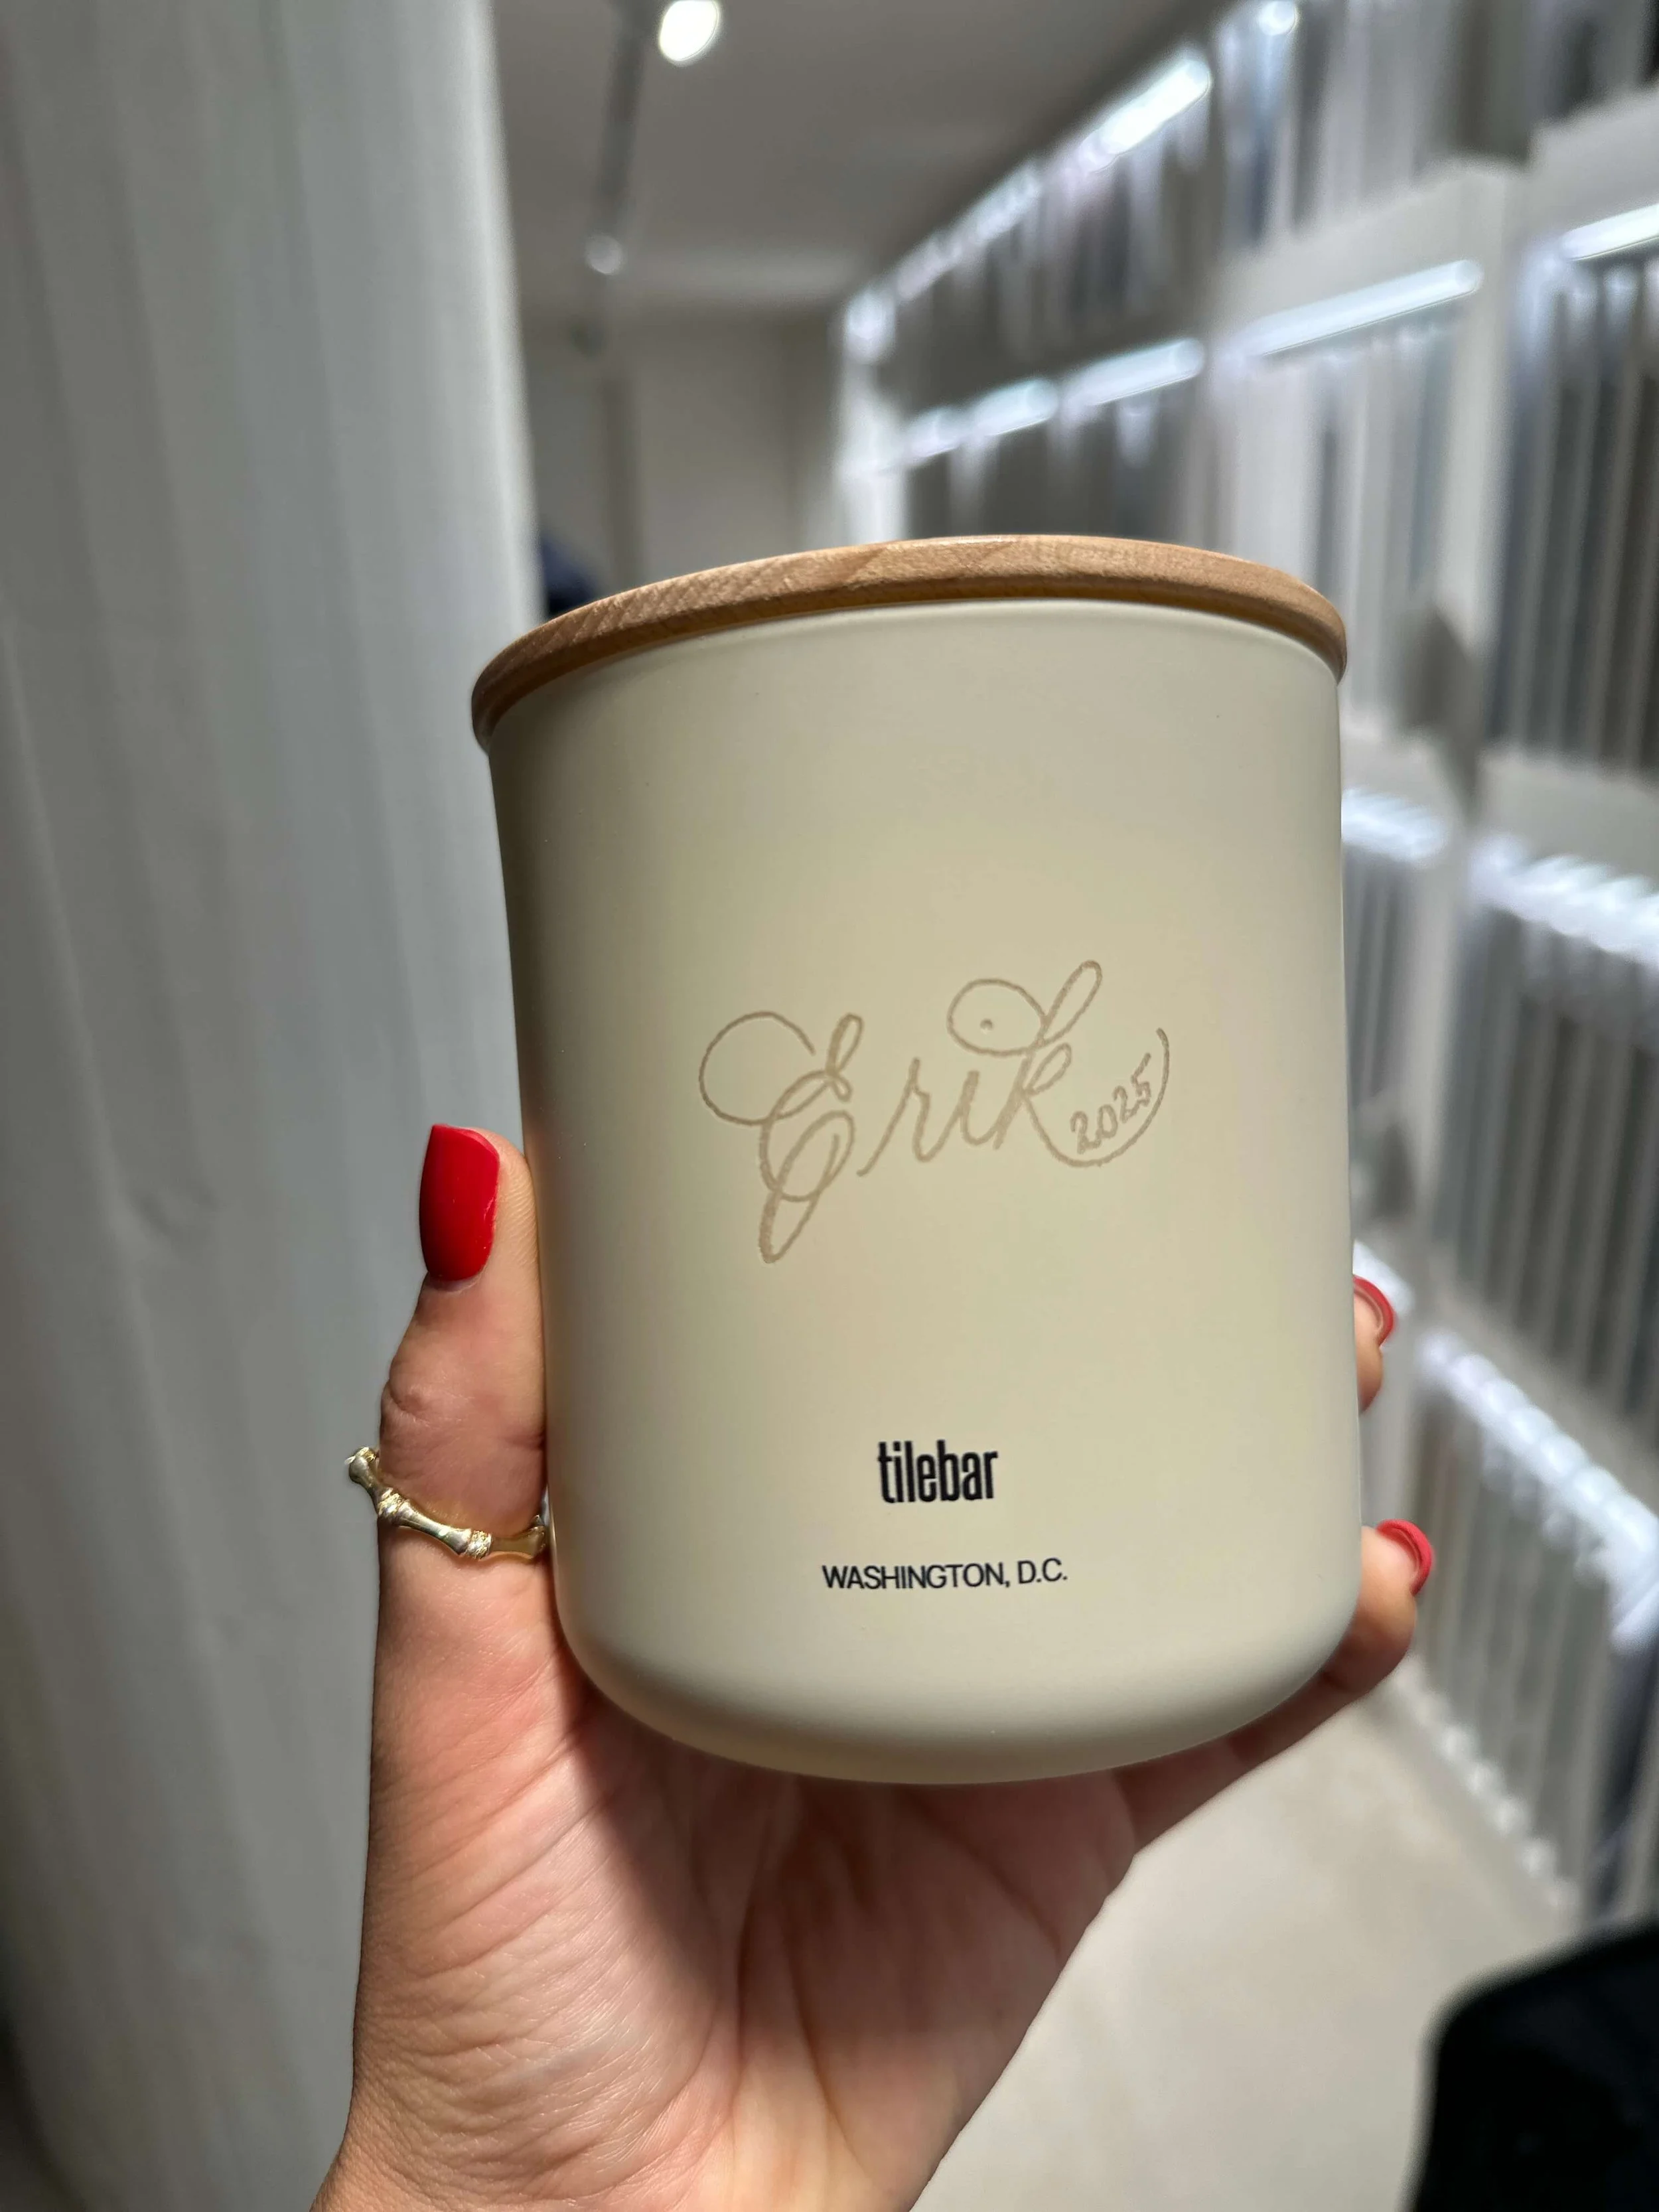 Erik 2025
tilebar
WASHINGTON, D.C.